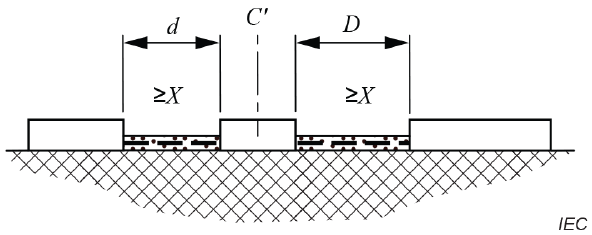 d C′ D
≥X ≥X
IEC